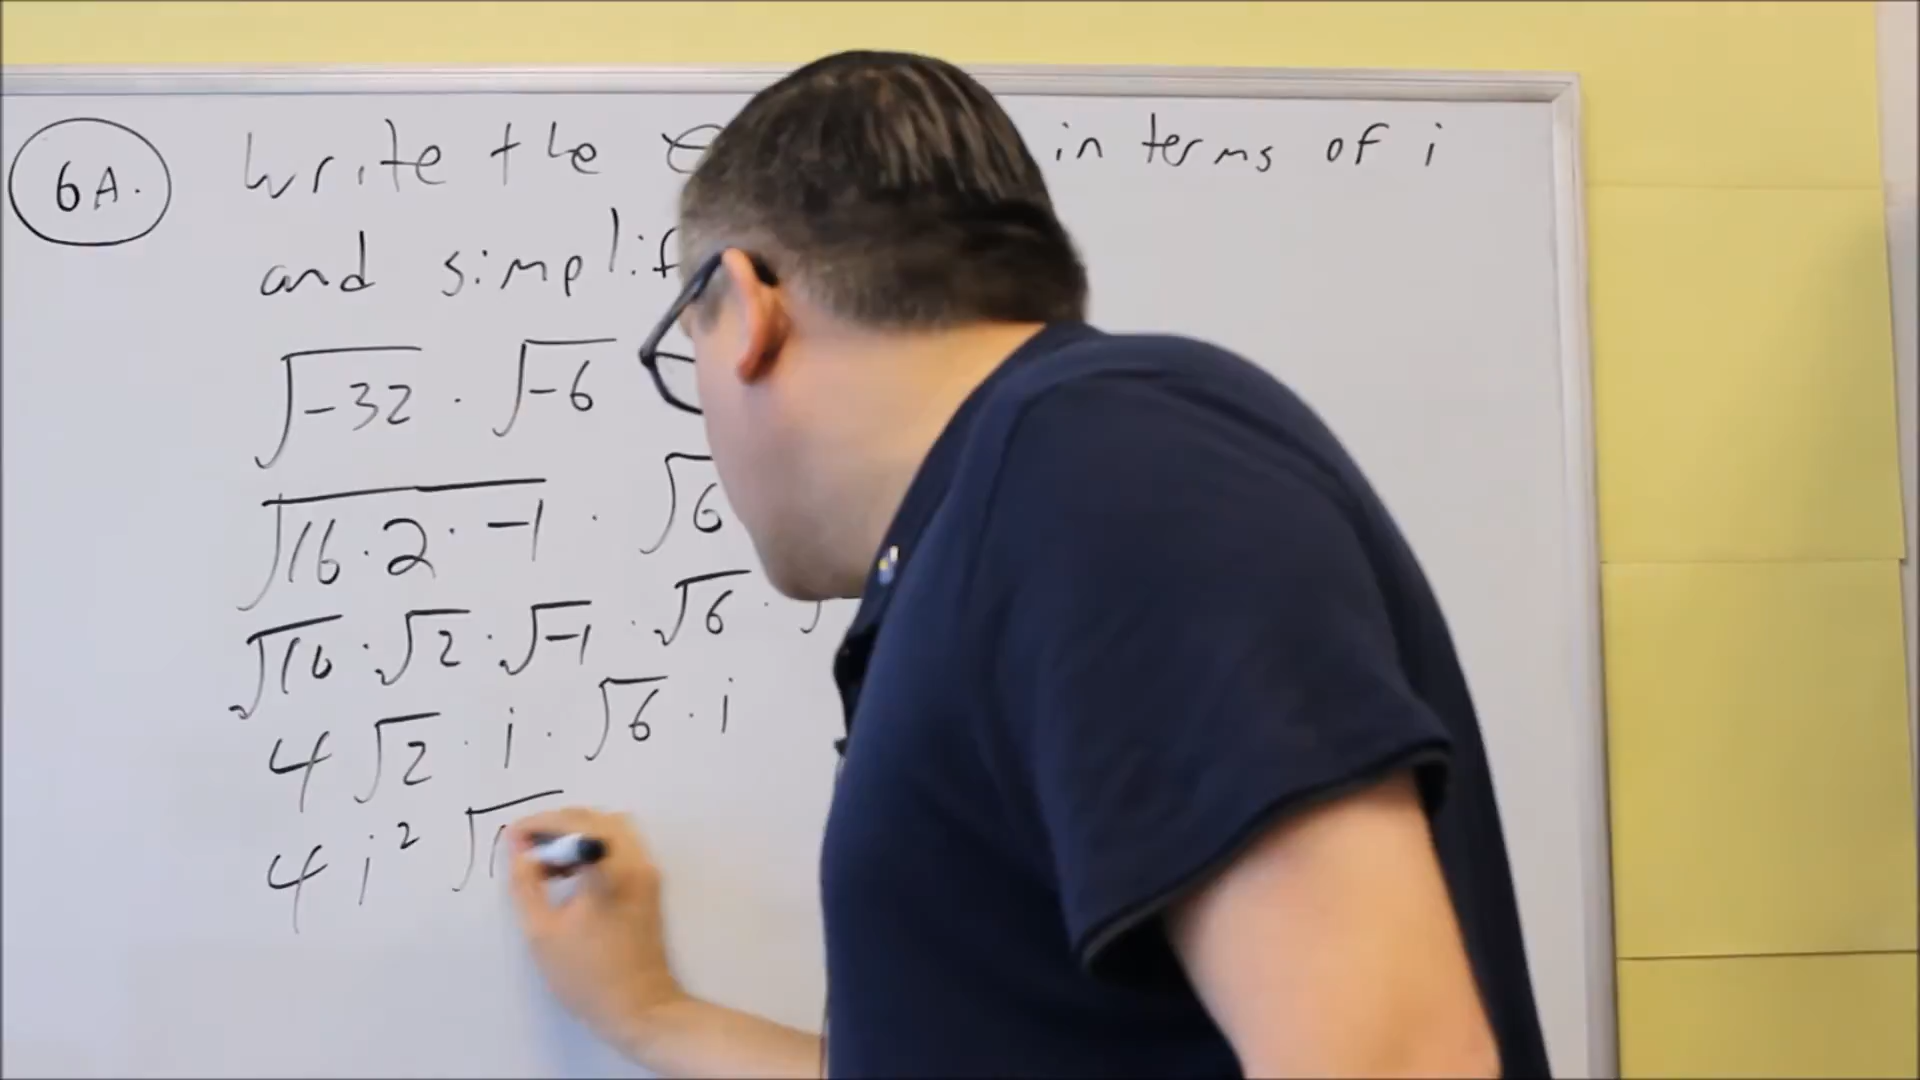 6A. Write the in terms of i
and simplif
√-32 · √-6
√16·2·-1 · √6
√16 · √2 · √-1 · √6 ·
4 √2 · i · √6 · i
4 i² √1